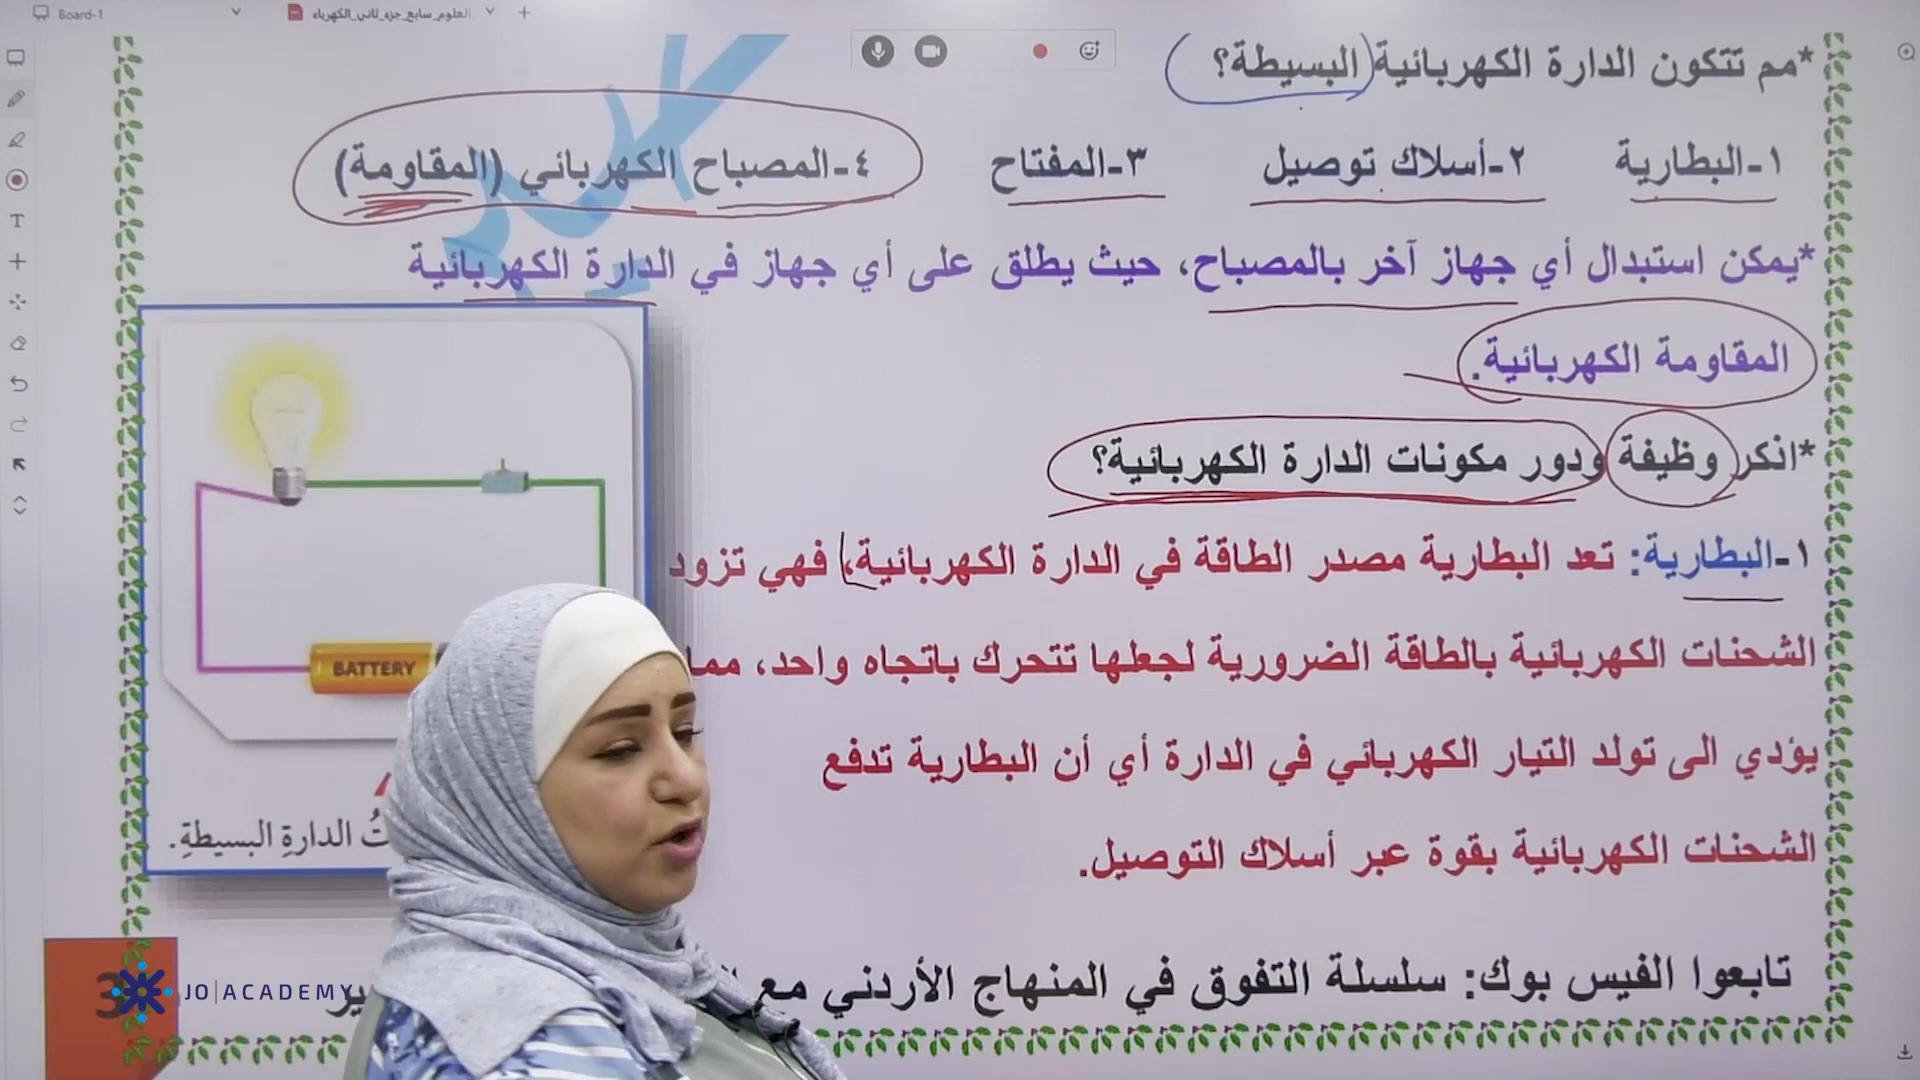 Board-1
العلوم_سابع_جزء_ثاني_الكهرباء
*مم تتكون الدارة الكهربائية (البسيطة؟
١-البطارية ٢-أسلاك توصيل ٣-المفتاح ٤-المصباح الكهربائي (المقاومة)
*يمكن استبدال أي جهاز آخر بالمصباح، حيث يطلق على أي جهاز في الدارة الكهربائية
المقاومة الكهربائية.
*اذكر وظيفة ودور مكونات الدارة الكهربائية؟
١-البطارية: تعد البطارية مصدر الطاقة في الدارة الكهربائية، فهي تزود
الشحنات الكهربائية بالطاقة الضرورية لجعلها تتحرك باتجاه واحد، مما
يؤدي الى تولد التيار الكهربائي في الدارة أي أن البطارية تدفع
الشحنات الكهربائية بقوة عبر أسلاك التوصيل.
BATTERY
الدارةِ البسيطةِ.
تابعوا الفيس بوك: سلسلة التفوق في المنهاج الأردني مع
JO|ACADEMY